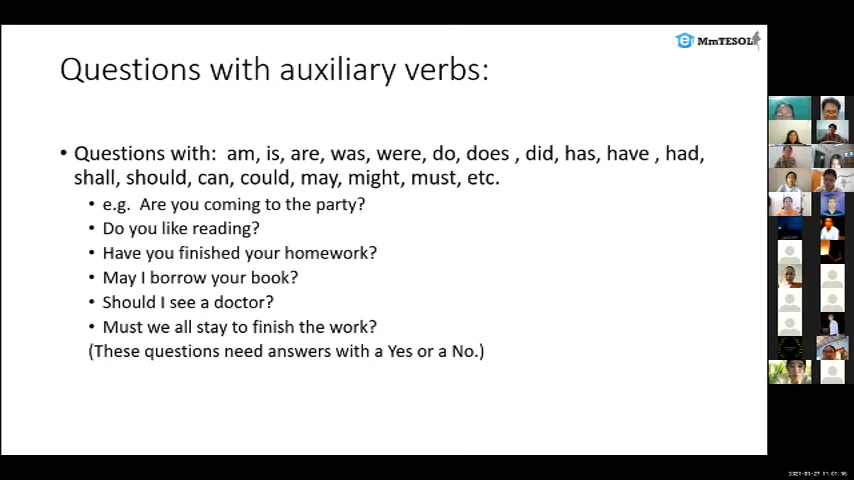 MmTESOL
Questions with auxiliary verbs:
• Questions with: am, is, are, was, were, do, does , did, has, have , had,
shall, should, can, could, may, might, must, etc.
• e.g. Are you coming to the party?
• Do you like reading?
• Have you finished your homework?
• May I borrow your book?
• Should I see a doctor?
• Must we all stay to finish the work?
(These questions need answers with a Yes or a No.)